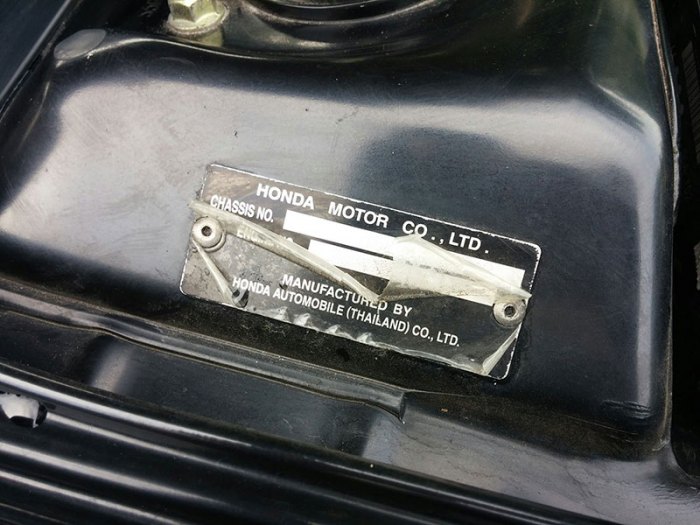 HONDA MOTOR CO., LTD.
CHASSIS NO.
MANUFACTURED BY
HONDA AUTOMOBILE (THAILAND) CO., LTD.